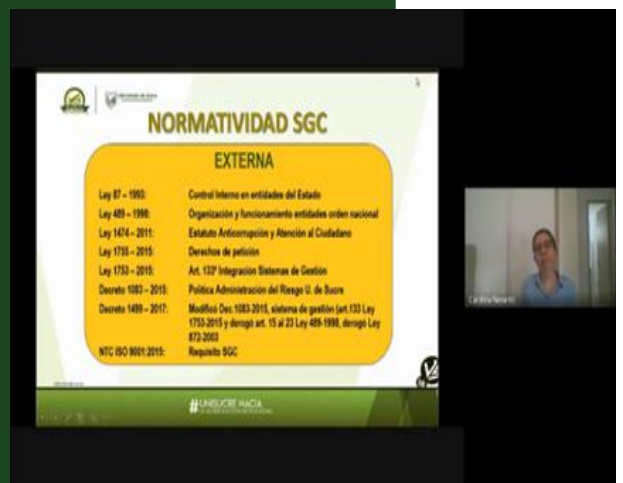 NORMATIVIDAD SGC
EXTERNA
Ley 87 – 1993: Control Interno en entidades del Estado
Ley 489 – 1998: Organización y funcionamiento entidades orden nacional
Ley 1474 – 2011: Estatuto Anticorrupción y Atención al Ciudadano
Ley 1755 – 2015: Derechos de petición
Ley 1753 – 2015: Art. 133º Integración Sistemas de Gestión
Decreto 1083 – 2015: Política Administración del Riesgo U. de Sucre
Decreto 1499 – 2017: Modificó Dec.1083-2015, sistema de gestión (art.133 Ley
1753-2015 y derogó art. 15 al 23 Ley 489-1998, derogó Ley
872-2003
NTC ISO 9001:2015: Requisito SGC
#UNISUCRE HACIA